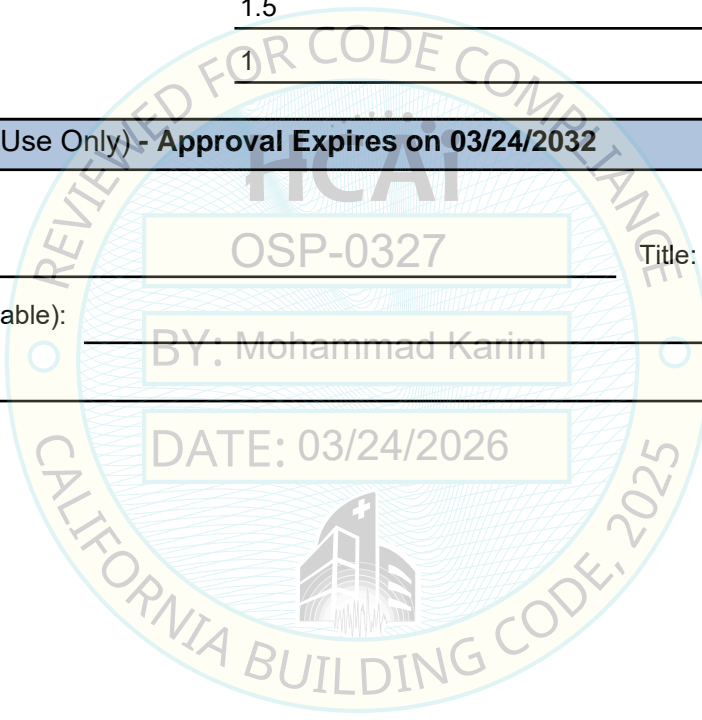 1.5
1
Use Only) - Approval Expires on 03/24/2032
REVIEWED FOR CODE COMPLIANCE
HCAi
OSP-0327
Title:
able):
BY: Mohammad Karim
DATE: 03/24/2026
CALIFORNIA BUILDING CODE, 2025